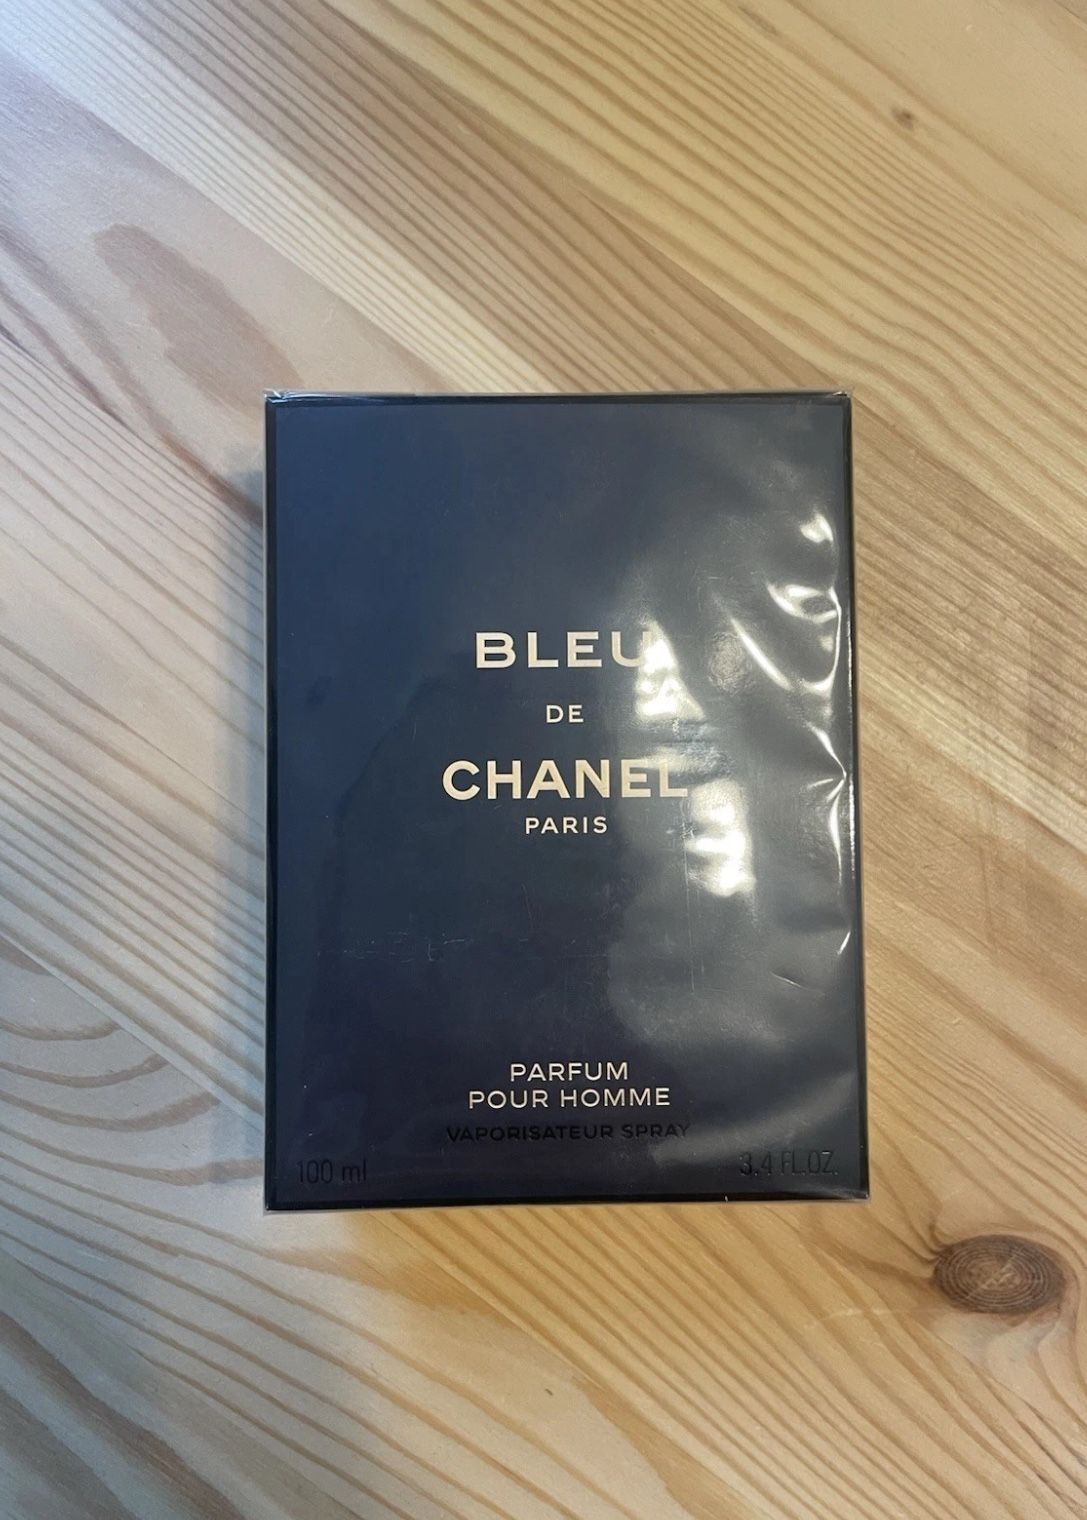 BLEU
DE
CHANEL
PARIS
PARFUM
POUR HOMME
VAPORISATEUR SPRAY
100 ml 3,4 FL.OZ.